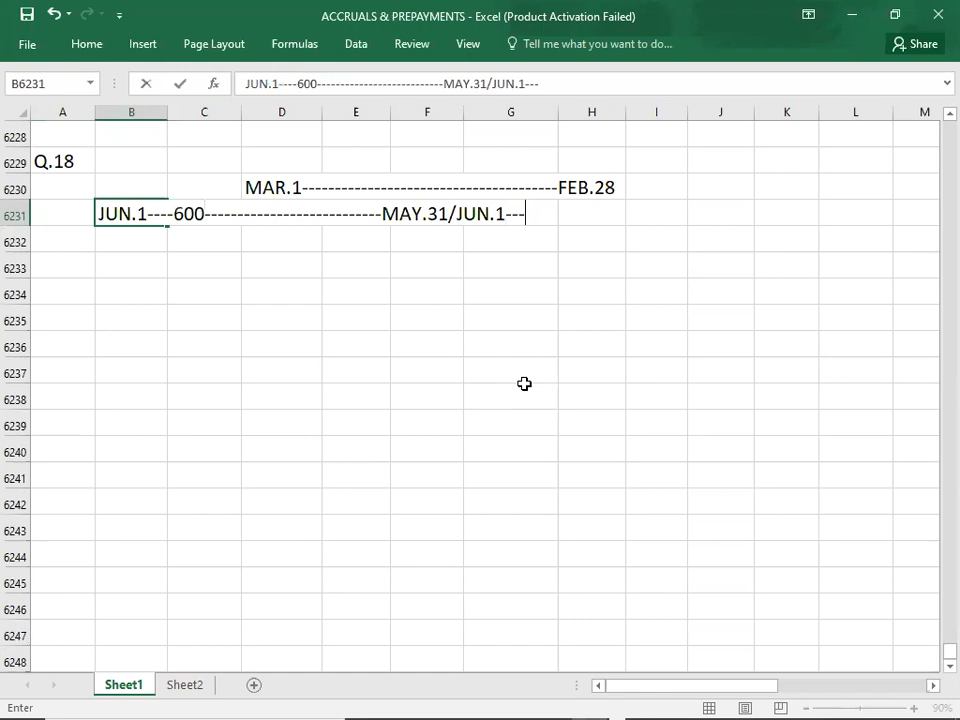 ACCRUALS & PREPAYMENTS - Excel (Product Activation Failed)
File Home Insert Page Layout Formulas Data Review View Tell me what you want to do... Share
B6231 fx JUN.1----600---------------------------MAY.31/JUN.1---
A B C D E F G H I J K L M
6228
6229 Q.18
6230 MAR.1---------------------------------------FEB.28
6231 JUN.1----600---------------------------MAY.31/JUN.1---
6232
6233
6234
6235
6236
6237
6238
6239
6240
6241
6242
6243
6244
6245
6246
6247
6248
Sheet1 Sheet2
Enter 90%